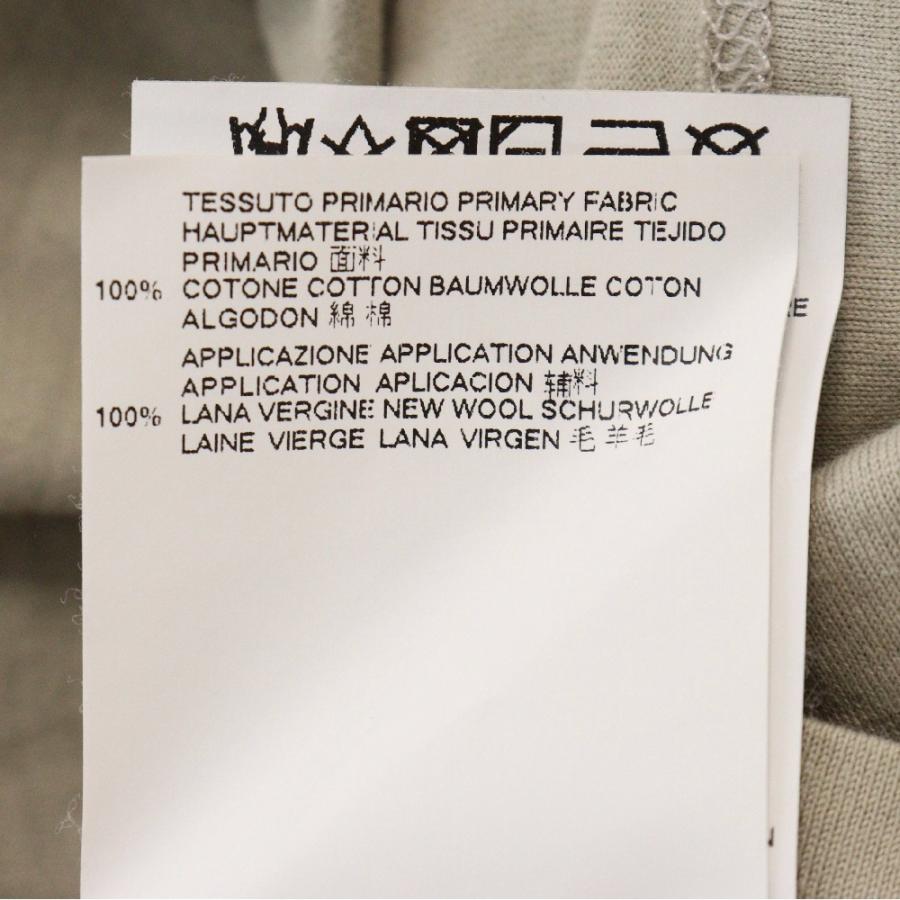 TESSUTO PRIMARIO PRIMARY FABRIC
HAUPTMATERIAL TISSU PRIMAIRE TEJIDO
PRIMARIO 面料
100% COTONE COTTON BAUMWOLLE COTON
ALGODON 綿 棉
APPLICAZIONE APPLICATION ANWENDUNG
APPLICATION APLICACION 辅料
100% LANA VERGINE NEW WOOL SCHURWOLLE
LAINE VIERGE LANA VIRGEN 毛 羊毛